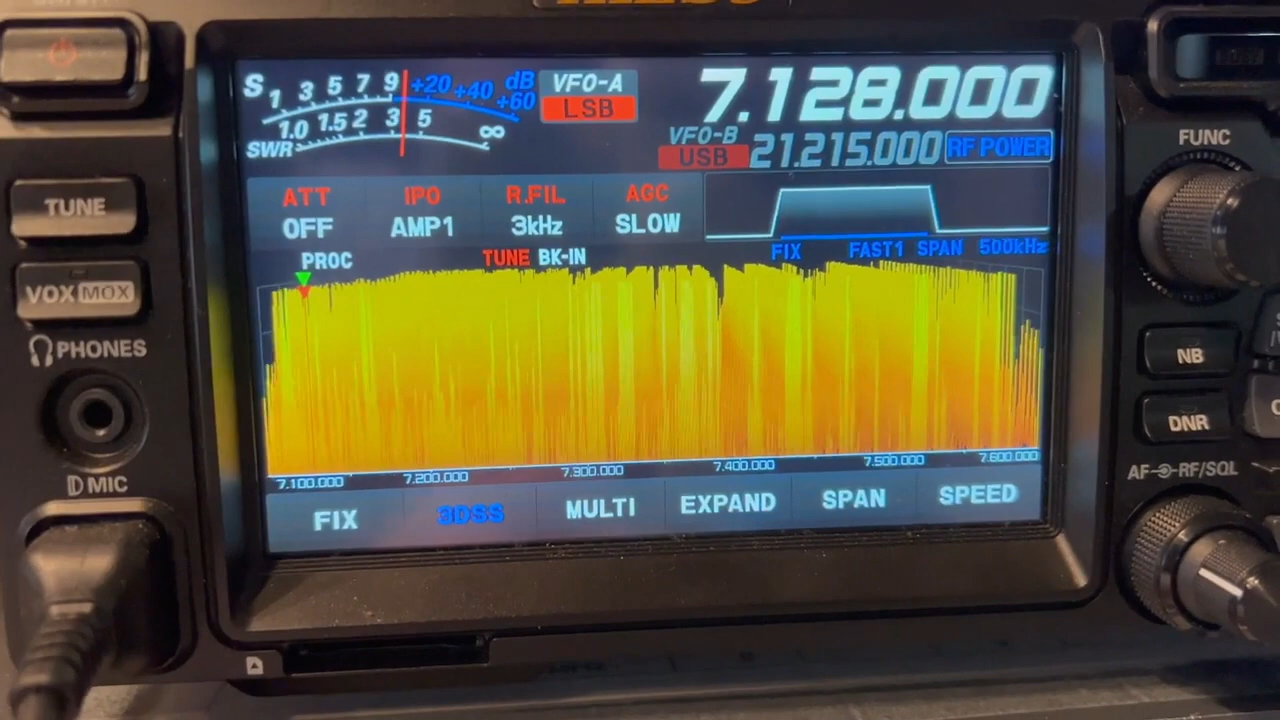 S 1 3 5 7 9 +20 +40 +60 dB
SWR 1.0 1.5 2 3 5 ∞
VFO-A
LSB
7.128.000
VFO-B
USB
21.215.000
RF POWER
ATT IPO R.FIL AGC
OFF AMP1 3kHz SLOW
PROC TUNE BK-IN
FIX FAST1 SPAN 500kHz
7.100.000 7.200.000 7.300.000 7.400.000 7.500.000 7.600.000
FIX 3DSS MULTI EXPAND SPAN SPEED
TUNE
VOX MOX
PHONES
MIC
FUNC
NB
DNR
AF RF/SQL